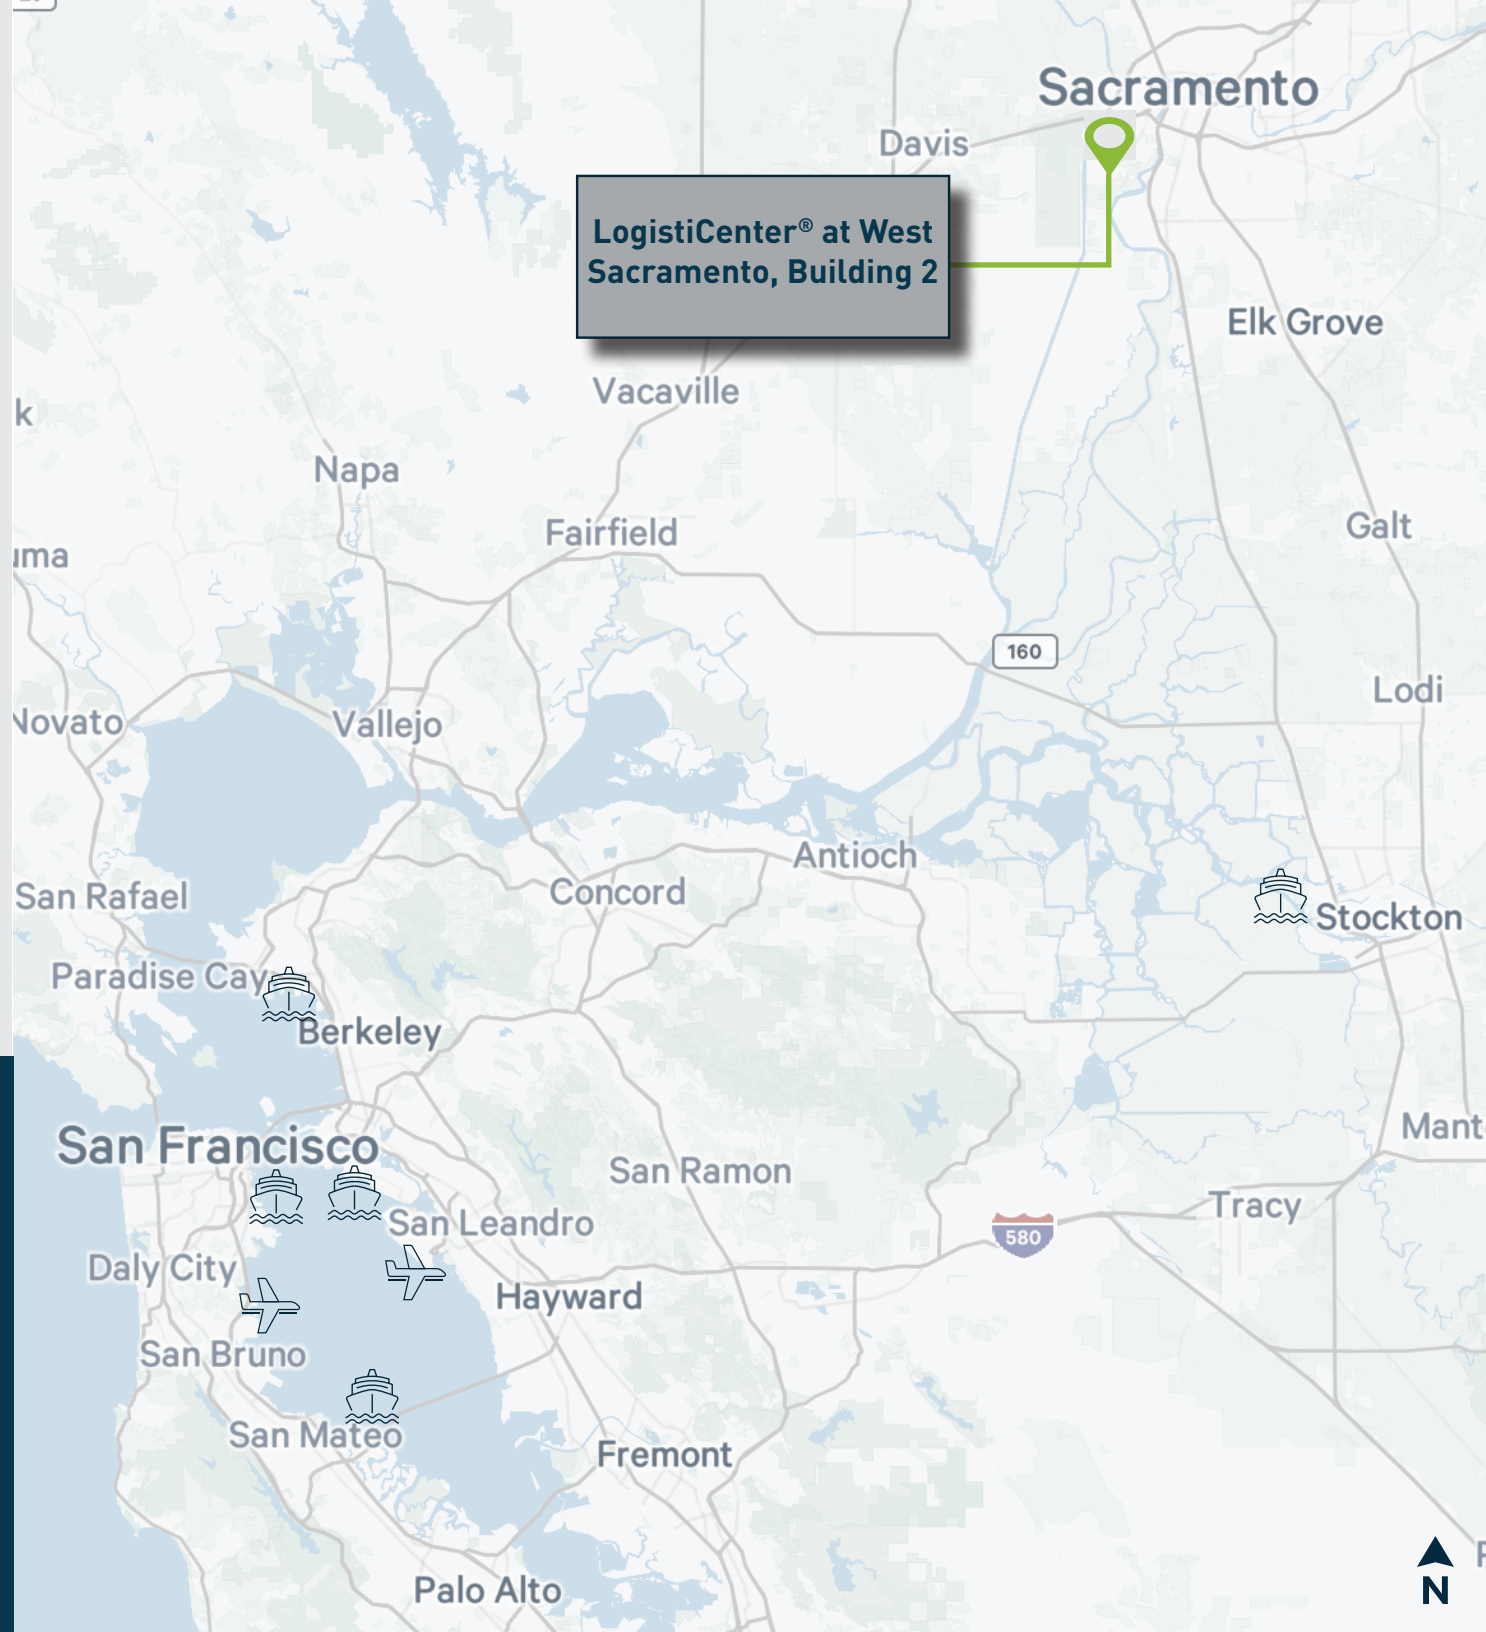 Sacramento
Davis
LogistiCenter® at West
Sacramento, Building 2
Elk Grove
Vacaville
k
Napa
Galt
Fairfield
uma
160
Lodi
Novato
Vallejo
Antioch
Concord
San Rafael
Stockton
Paradise Cay
Berkeley
Mant
San Francisco
San Ramon
Tracy
San Leandro
580
Daly City
Hayward
San Bruno
San Mateo
Fremont
Palo Alto
N